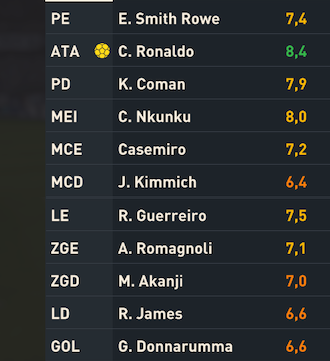 PE E. Smith Rowe 7,4
ATA C. Ronaldo 8,4
PD K. Coman 7,9
MEI C. Nkunku 8,0
MCE Casemiro 7,2
MCD J. Kimmich 6,4
LE R. Guerreiro 7,5
ZGE A. Romagnoli 7,1
ZGD M. Akanji 7,0
LD R. James 6,6
GOL G. Donnarumma 6,6